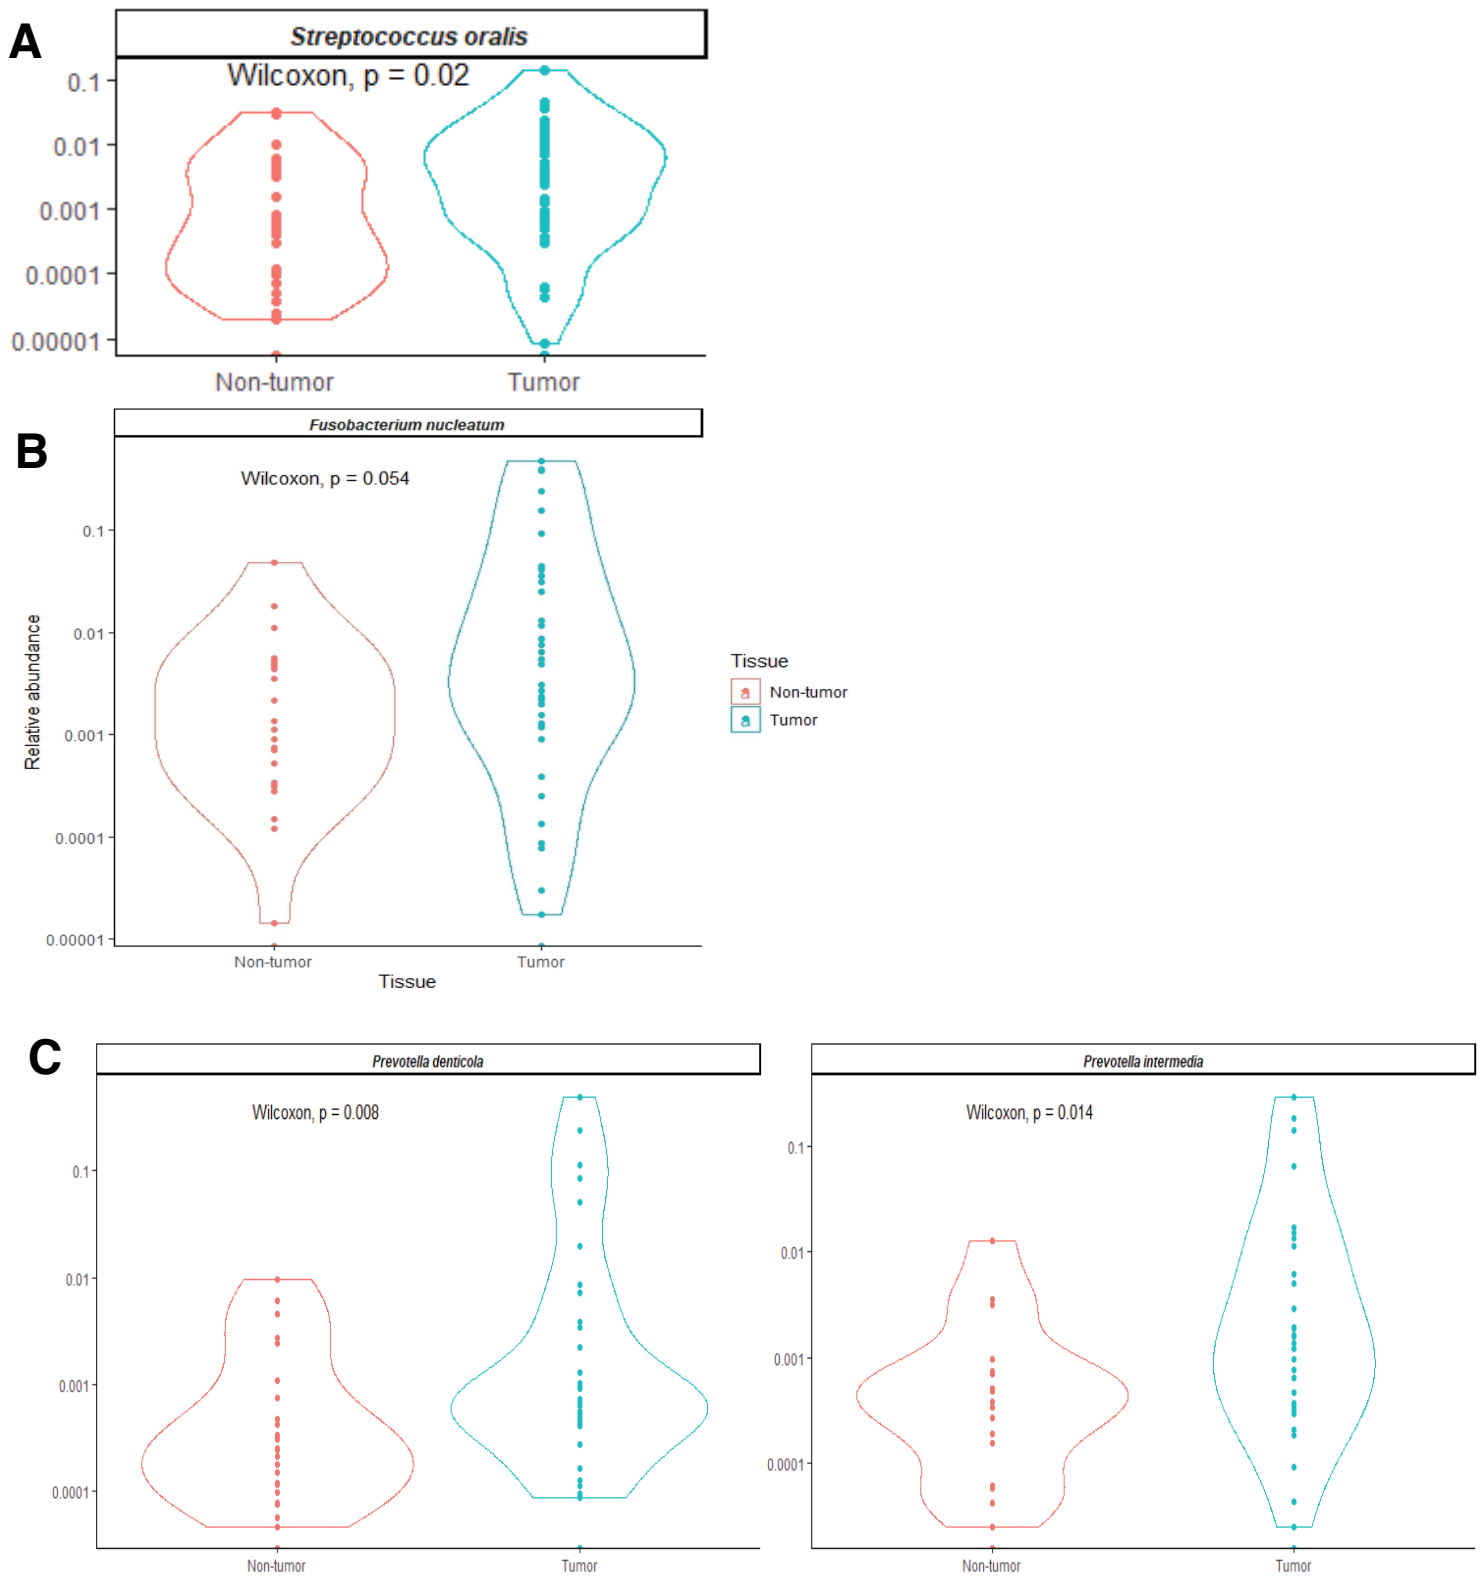 A
Streptococcus oralis
Wilcoxon, p = 0.02
0.1
0.01
0.001
0.0001
0.00001
Non-tumor Tumor
B
Fusobacterium nucleatum
Wilcoxon, p = 0.054
Relative abundance
0.1
0.01
0.001
0.0001
0.00001
Non-tumor Tumor
Tissue
Tissue
a Non-tumor
a Tumor
C
Prevotella denticola
Wilcoxon, p = 0.008
0.1
0.01
0.001
0.0001
Non-tumor Tumor
Prevotella intermedia
Wilcoxon, p = 0.014
0.1
0.01
0.001
0.0001
Non-tumor Tumor